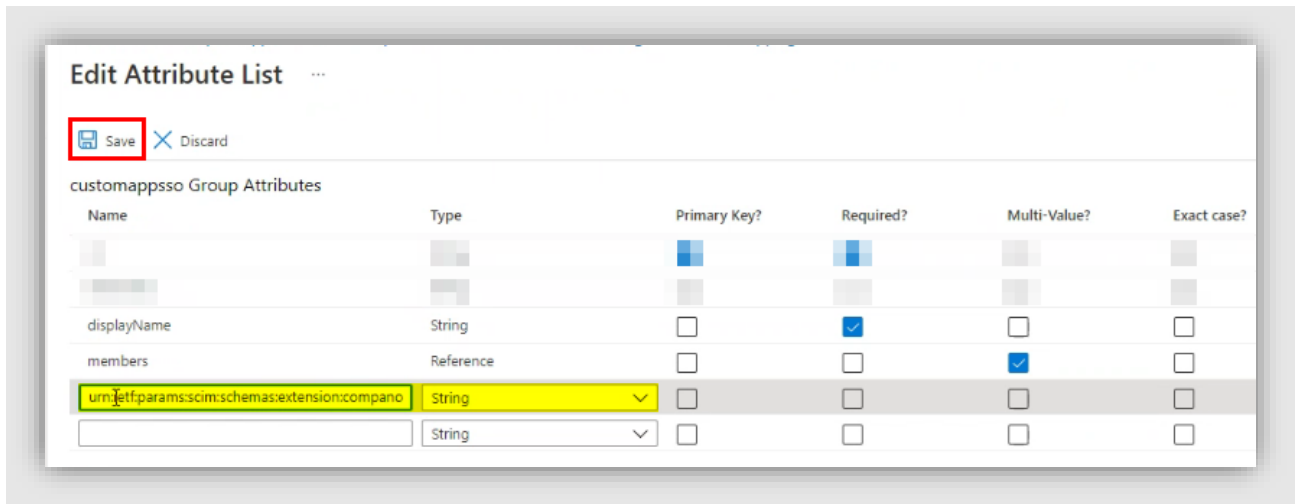 Edit Attribute List ...
Save Discard
customappsso Group Attributes
Name Type Primary Key? Required? Multi-Value? Exact case?
displayName String
members Reference
urn:ietf:params:scim:schemas:extension:compano String
String